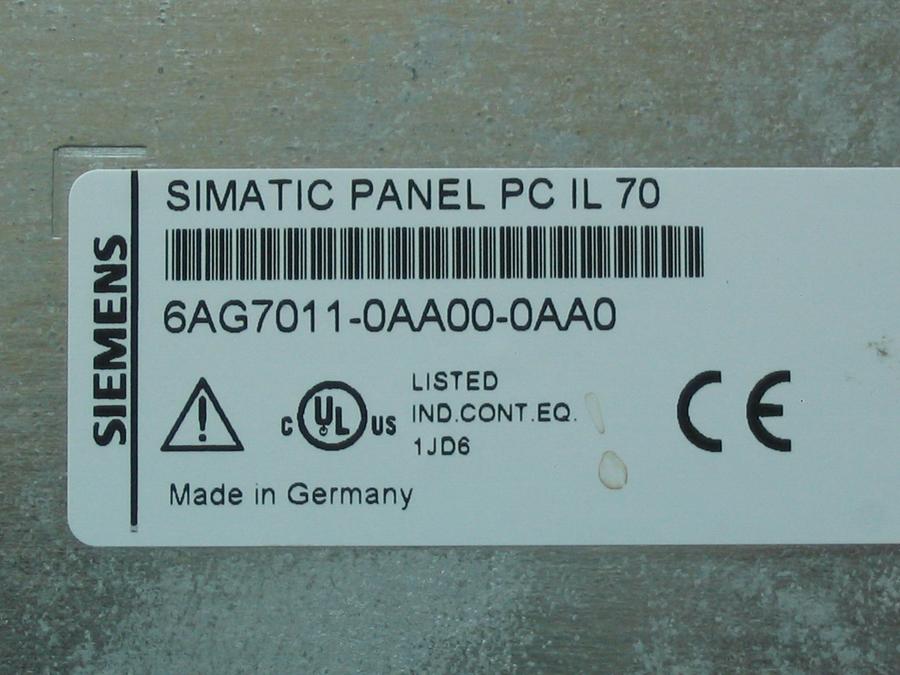 SIEMENS
SIMATIC PANEL PC IL 70
6AG7011-0AA00-0AA0
C UL US
LISTED
IND.CONT.EQ.
1JD6
CE
Made in Germany